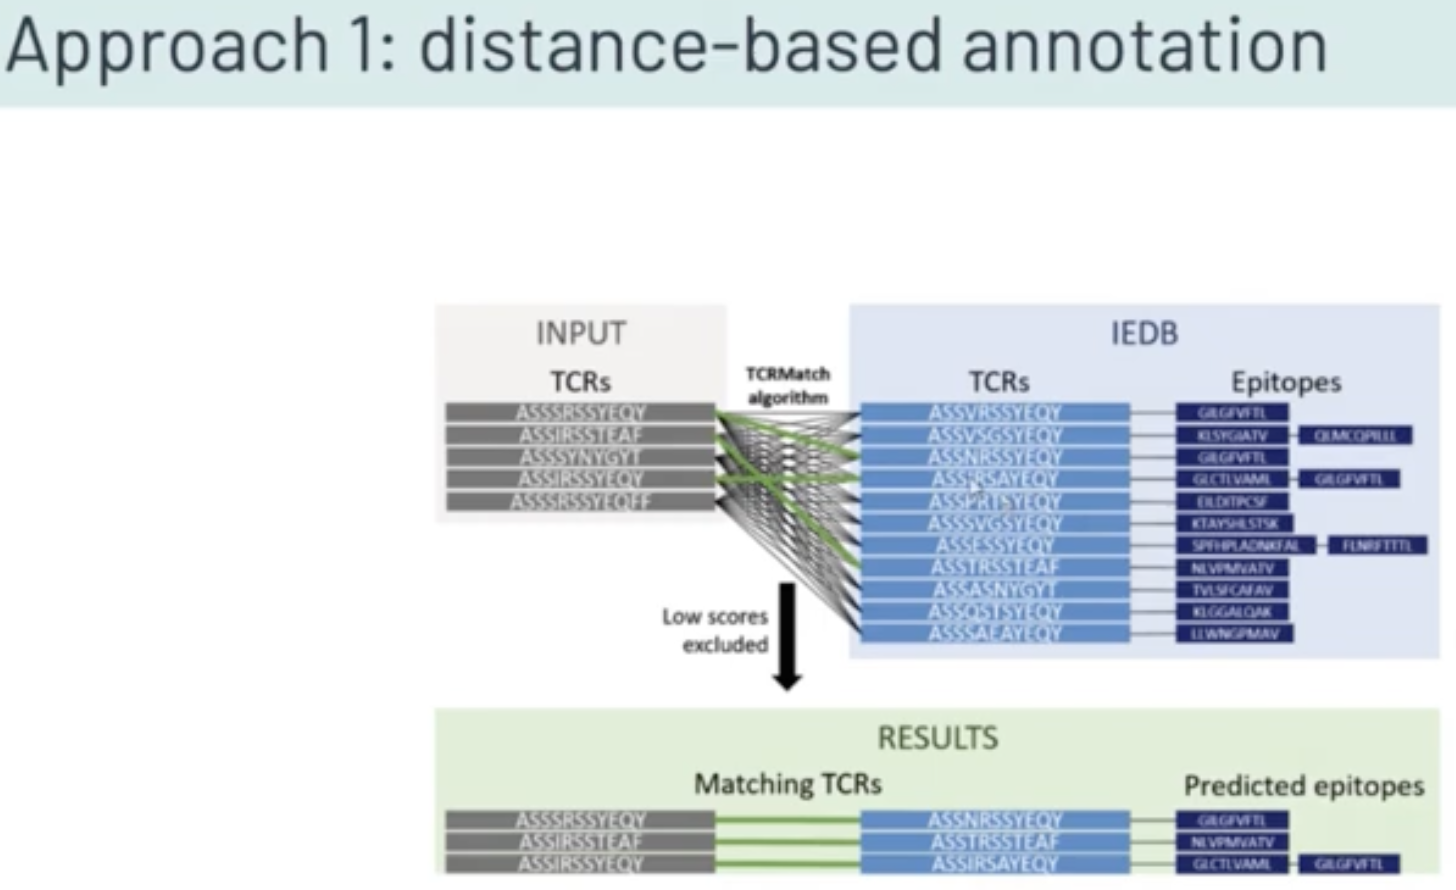 Approach 1: distance-based annotation
INPUT
TCRs
ASSSRSSYEQY
ASSIRSSTEAF
ASSSYNYGYT
ASSIRSSYEQY
ASSSRSSYEQFF
TCRMatch
algorithm
IEDB
TCRs
Epitopes
ASSVRSSYEQY
GILGFVFTL
ASSVSGSYEQY
KLSYGIATV
ASSNRSSYEQY
GILGFVFTL
ASSIRSAYEQY
GLCTLVAML
GILGFVFTL
EILDITPCSF
ASSSVGSYEQY
KTAYSHLSTSK
ASSESSYEQY
SPFHPLADNKFAL
FLNRFTTTL
ASSTRSSTEAF
NLVPMVATV
ASSASNYGYT
TVLSFCAFAV
ASSQSTSYEQY
KLGGALQAK
ASSSAEAYEQY
LLWNGPMAV
Low scores
excluded
RESULTS
Matching TCRs
Predicted epitopes
ASSSRSSYEQY
ASSNRSSYEQY
GILGFVFTL
ASSIRSSTEAF
ASSTRSSTEAF
NLVPMVATV
ASSIRSSYEQY
ASSIRSAYEQY
GLCTLVAML
GILGFVFTL